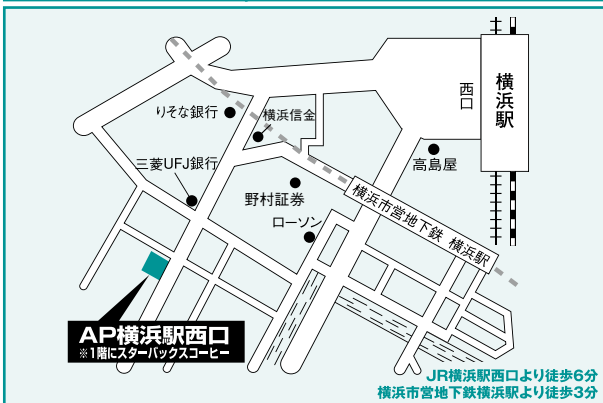 横浜駅
西口
りそな銀行
横浜信金
三菱UFJ銀行
高島屋
野村証券
横浜市営地下鉄 横浜駅
ローソン
AP横浜駅西口
※1階にスターバックスコーヒー
JR横浜駅西口より徒歩6分
横浜市営地下鉄横浜駅より徒歩3分